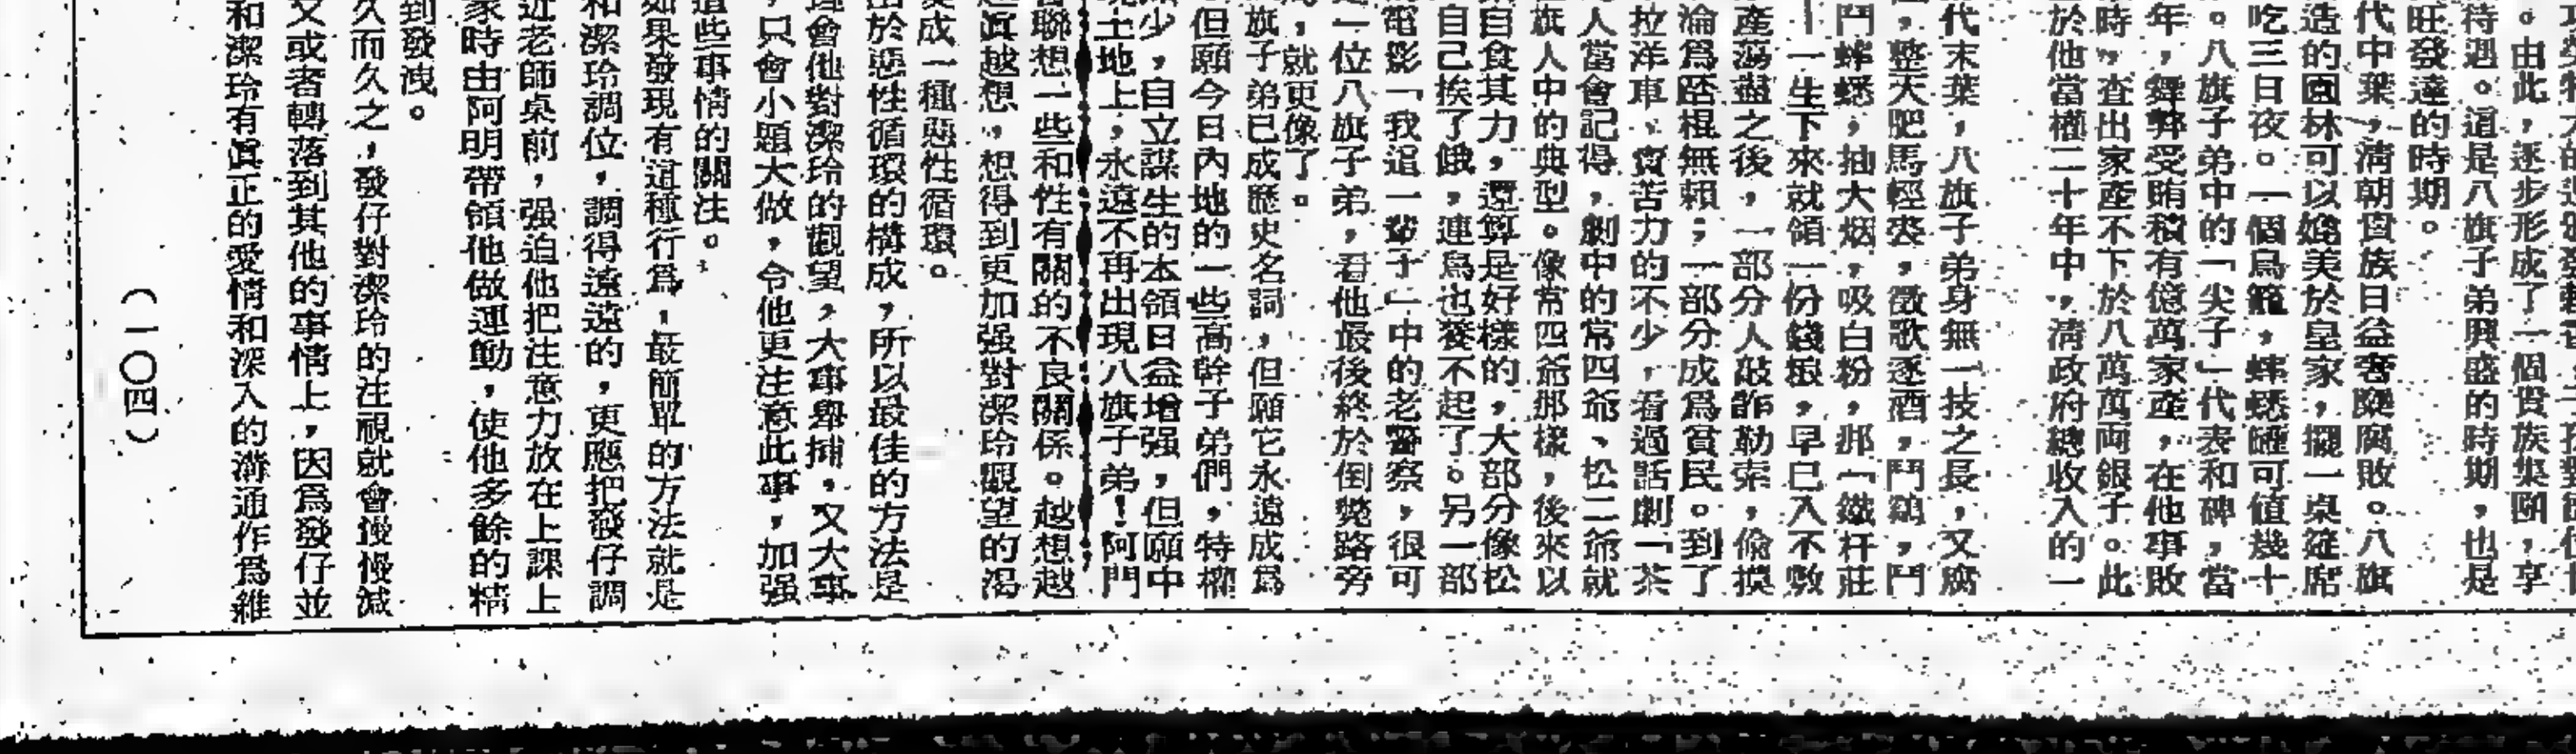 。由此，逐步形成了一個貴族集團，享
待遇。這是八旗子弟興盛的時期，也是
旺發達的時期。
代中葉，清朝貴族日益奢靡腐敗。八旗
造的園林可以媲美於皇家，擺一桌筵席
吃三日夜。一個鳥籠，蟀蟋罐可值幾十
。八旗子弟中的「尖子」代表和珅，當
年，舞弊受賄積有億萬家產，在他事敗
時，查出家產不下於八萬萬両銀子。此
於他當權二十年中，清政府總收入的一
代末葉，八旗子弟身無一技之長，又腐
，整天肥馬輕裘，徵歌逐酒，鬥鷄，鬥
鬥蟀蟋，抽大烟，吸白粉，那「鐵杆莊
一生下來就領一份錢粮，早已入不敷
產蕩盡之後，一部分人敲詐勒索，偷摸
淪爲踣棍無賴；一部分成爲貧民。到了
拉洋車，賣苦力的不少，看過話劇「茶
人當會記得，劇中的常四爺、松二爺就
旗人中的典型。像常四爺那樣，後來以
自食其力，還算是好樣的，大部分像松
自己挨了餓，連鳥也養不起了。另一部
電影「我這一輩子」中的老警察，很可
一位八旗子弟，看他最後終於倒斃路旁
，就更像了。
旗子弟已成歷史名詞，但願它永遠成爲
但願今日內地的一些高幹子弟們，特權
少，自立謀生的本領日益增强，但願中
土地上，永遠不再出現八旗子弟！阿門
聯想一些和性有關的不良關係。越想越
眞越想，想得到更加强對潔玲觀望的渴
成一種惡性循環。
於惡性循環的構成，所以最佳的方法是
會他對潔玲的觀望，大事舉捕，又大事
，只會小題大做，令他更注意此事，加强
這些事情的關注。
如果發現有這種行爲，最簡單的方法就是
和潔玲調位，調得遠遠的，更應把發仔調
近老師桌前，强迫他把注意力放在上課上
家時由阿明帶領他做運動，使他多餘的精
到發洩。
久而久之，發仔對潔玲的注視就會慢慢減
又或者轉落到其他的事情上，因爲發仔並
和潔玲有眞正的愛情和深入的溝通作爲維
（一〇四）